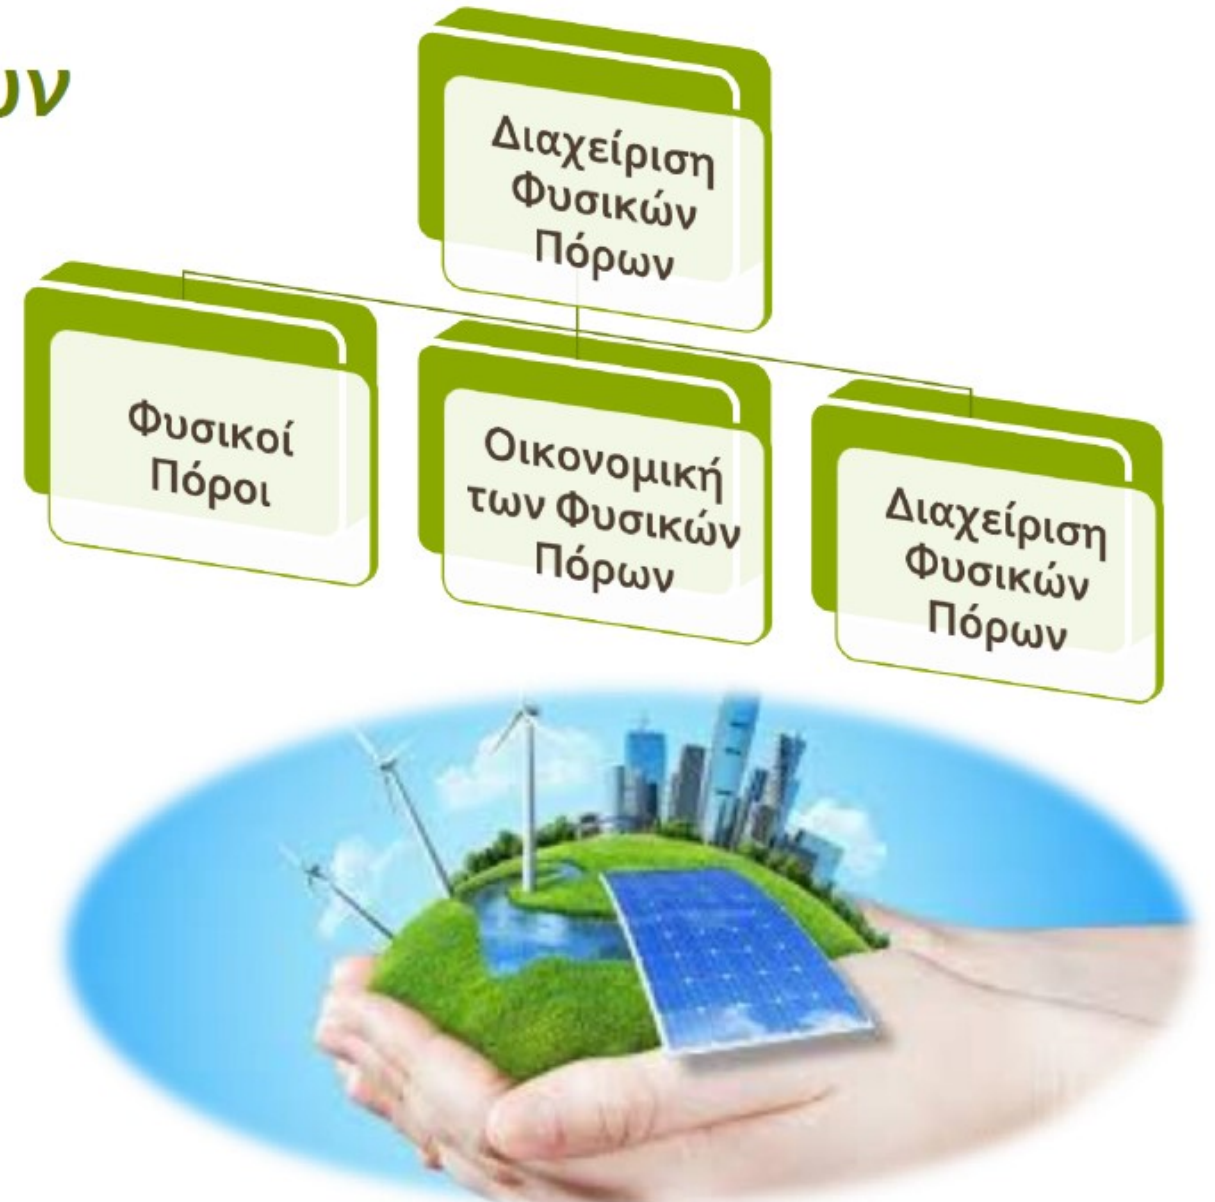 Διαχείριση
Φυσικών
Πόρων
Φυσικοί
Πόροι
Οικονομική
των Φυσικών
Πόρων
Διαχείριση
Φυσικών
Πόρων